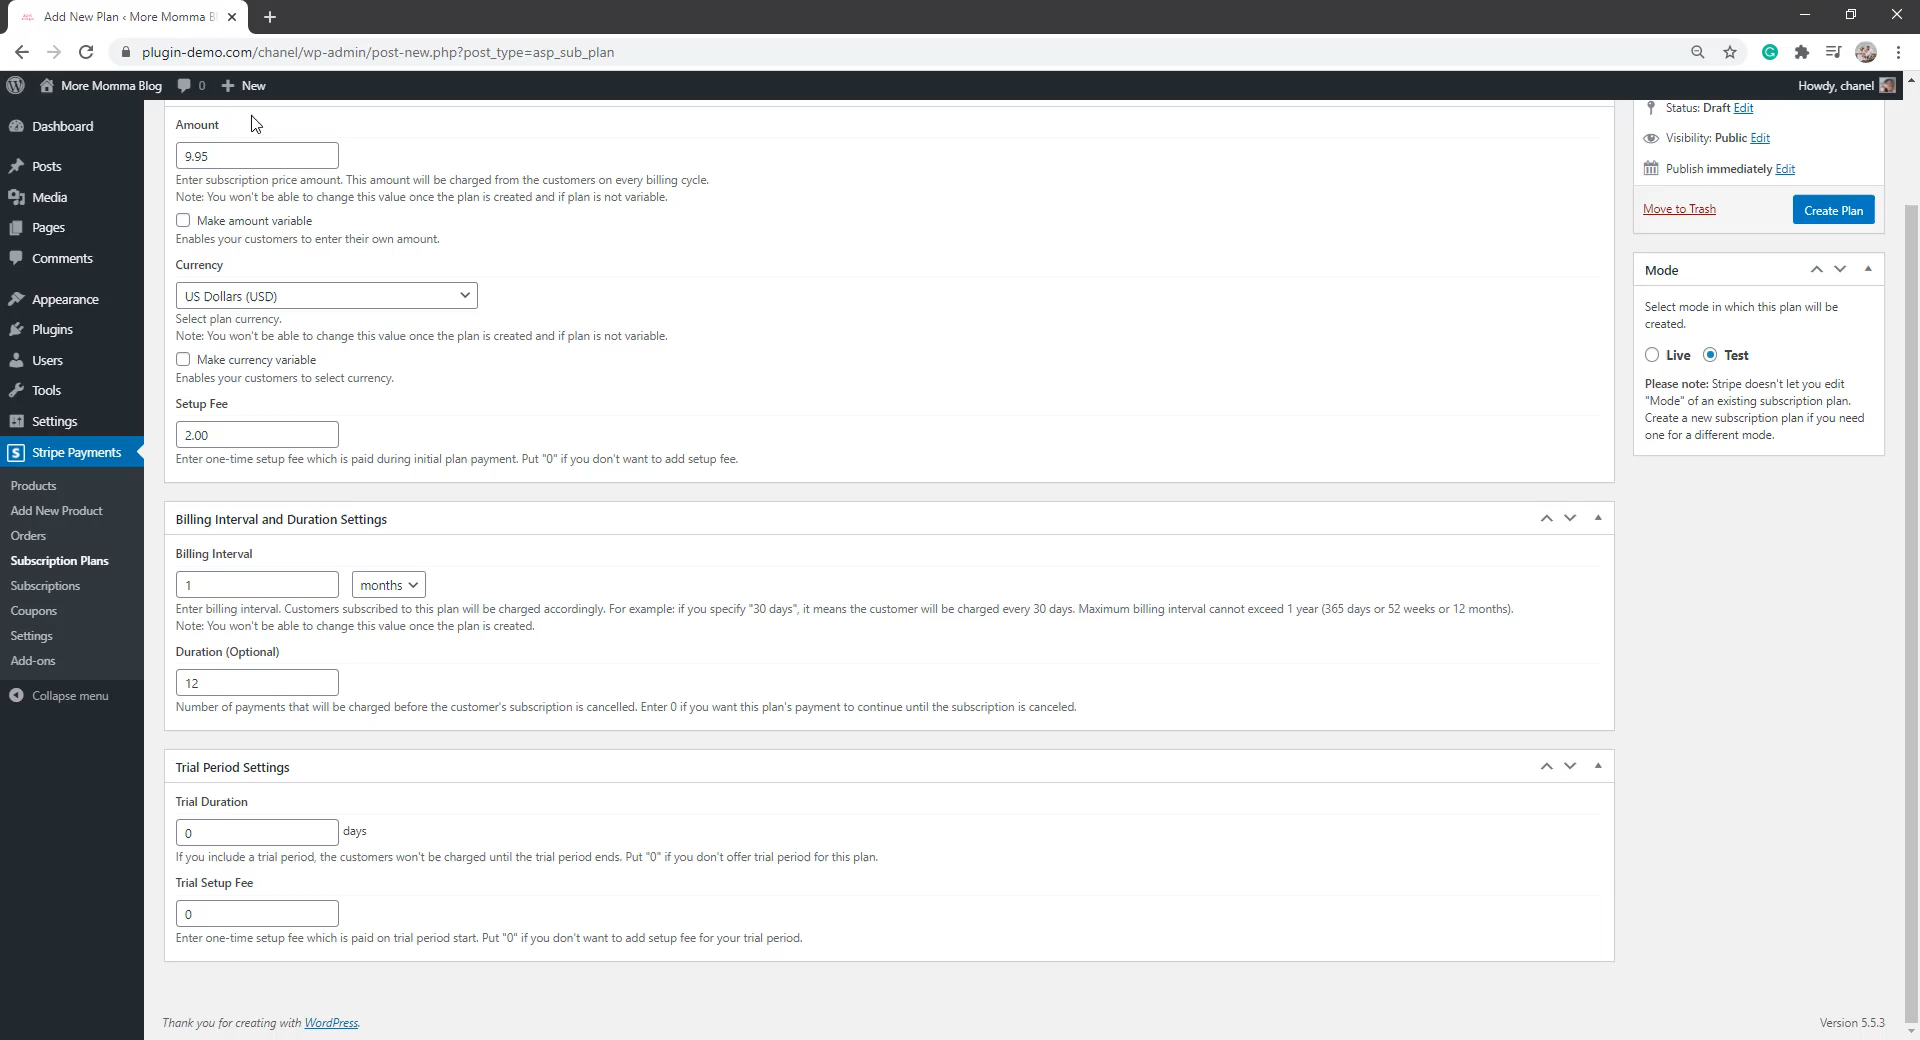 Add New Plan ‹ More Momma B
plugin-demo.com/chanel/wp-admin/post-new.php?post_type=asp_sub_plan
More Momma Blog 0 New
Howdy, chanel
Dashboard
Posts
Media
Pages
Comments
Appearance
Plugins
Users
Tools
Settings
Stripe Payments
Products
Add New Product
Orders
Subscription Plans
Subscriptions
Coupons
Settings
Add-ons
Collapse menu
Amount
9.95
Enter subscription price amount. This amount will be charged from the customers on every billing cycle.
Note: You won't be able to change this value once the plan is created and if plan is not variable.
Make amount variable
Enables your customers to enter their own amount.
Currency
US Dollars (USD)
Select plan currency.
Note: You won't be able to change this value once the plan is created and if plan is not variable.
Make currency variable
Enables your customers to select currency.
Setup Fee
2.00
Enter one-time setup fee which is paid during initial plan payment. Put "0" if you don't want to add setup fee.
Billing Interval and Duration Settings
Billing Interval
1 months
Enter billing interval. Customers subscribed to this plan will be charged accordingly. For example: if you specify "30 days", it means the customer will be charged every 30 days. Maximum billing interval cannot exceed 1 year (365 days or 52 weeks or 12 months).
Note: You won't be able to change this value once the plan is created.
Duration (Optional)
12
Number of payments that will be charged before the customer's subscription is cancelled. Enter 0 if you want this plan's payment to continue until the subscription is canceled.
Trial Period Settings
Trial Duration
0 days
If you include a trial period, the customers won't be charged until the trial period ends. Put "0" if you don't offer trial period for this plan.
Trial Setup Fee
0
Enter one-time setup fee which is paid on trial period start. Put "0" if you don't want to add setup fee for your trial period.
Status: Draft Edit
Visibility: Public Edit
Publish immediately Edit
Move to Trash Create Plan
Mode
Select mode in which this plan will be
created.
Live Test
Please note: Stripe doesn't let you edit
"Mode" of an existing subscription plan.
Create a new subscription plan if you need
one for a different mode.
Thank you for creating with WordPress.
Version 5.5.3